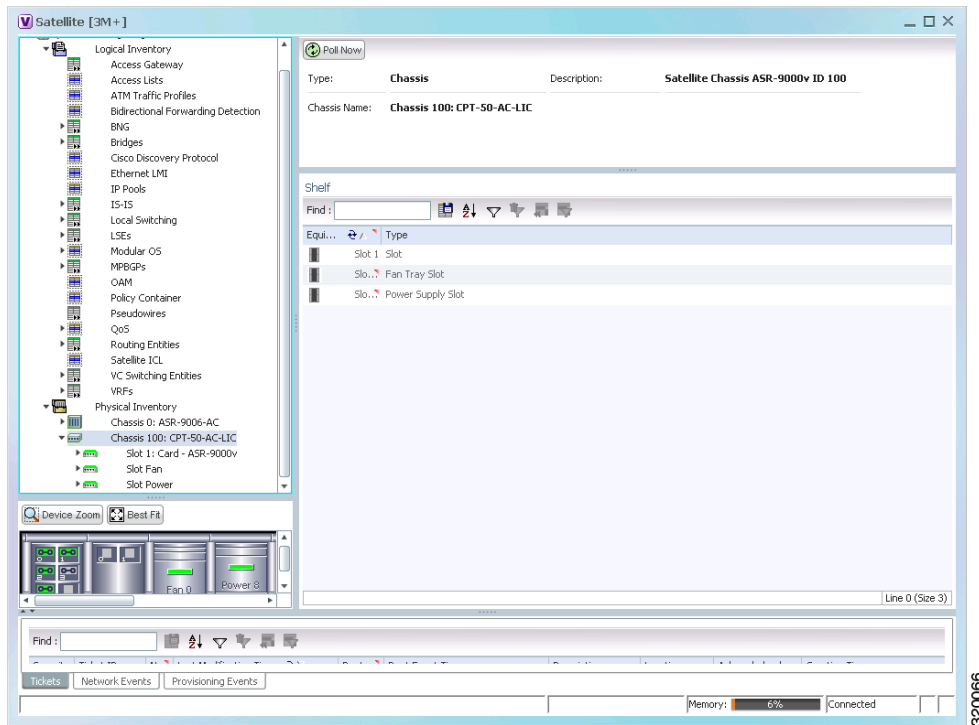 Satellite [3M+]
Logical Inventory
Access Gateway
Access Lists
ATM Traffic Profiles
Bidirectional Forwarding Detection
BNG
Bridges
Cisco Discovery Protocol
Ethernet LMI
IP Pools
IS-IS
Local Switching
LSEs
Modular OS
MPBGPs
OAM
Policy Container
Pseudowires
QoS
Routing Entities
Satellite ICL
VC Switching Entities
VRFs
Physical Inventory
Chassis 0: ASR-9006-AC
Chassis 100: CPT-50-AC-LIC
Slot 1: Card - ASR-9000v
Slot Fan
Slot Power
Device Zoom Best Fit
Fan 0 Power 8
Poll Now
Type: Chassis Description: Satellite Chassis ASR-9000v ID 100
Chassis Name: Chassis 100: CPT-50-AC-LIC
Shelf
Find :
Equi... Type
Slot 1 Slot
Slo... Fan Tray Slot
Slo... Power Supply Slot
Line 0 (Size 3)
Find :
Tickets Network Events Provisioning Events
Memory: 6% Connected
320066